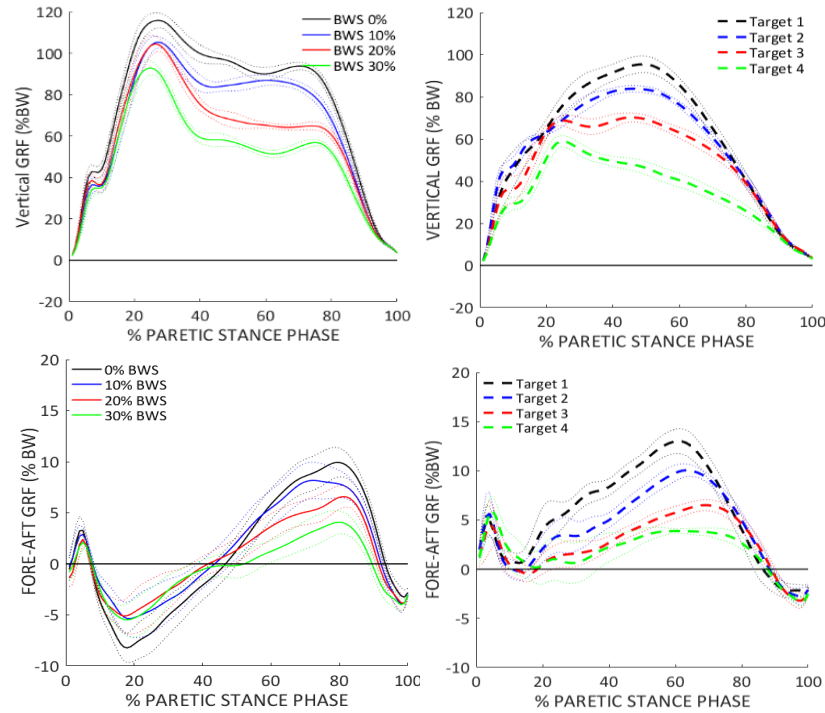 120
100
80
60
40
20
0
-20
0 20 40 60 80 100
Vertical GRF (%BW)
% PARETIC STANCE PHASE
BWS 0%
BWS 10%
BWS 20%
BWS 30%
120
100
80
60
40
20
0
-20
0 20 40 60 80 100
VERTICAL GRF (% BW)
% PARETIC STANCE PHASE
Target 1
Target 2
Target 3
Target 4
20
15
10
5
0
-5
-10
0 20 40 60 80 100
FORE-AFT GRF (% BW)
% PARETIC STANCE PHASE
0% BWS
10% BWS
20% BWS
30% BWS
20
15
10
5
0
-5
-10
0 20 40 60 80 100
FORE-AFT GRF (%BW)
% PARETIC STANCE PHASE
Target 1
Target 2
Target 3
Target 4